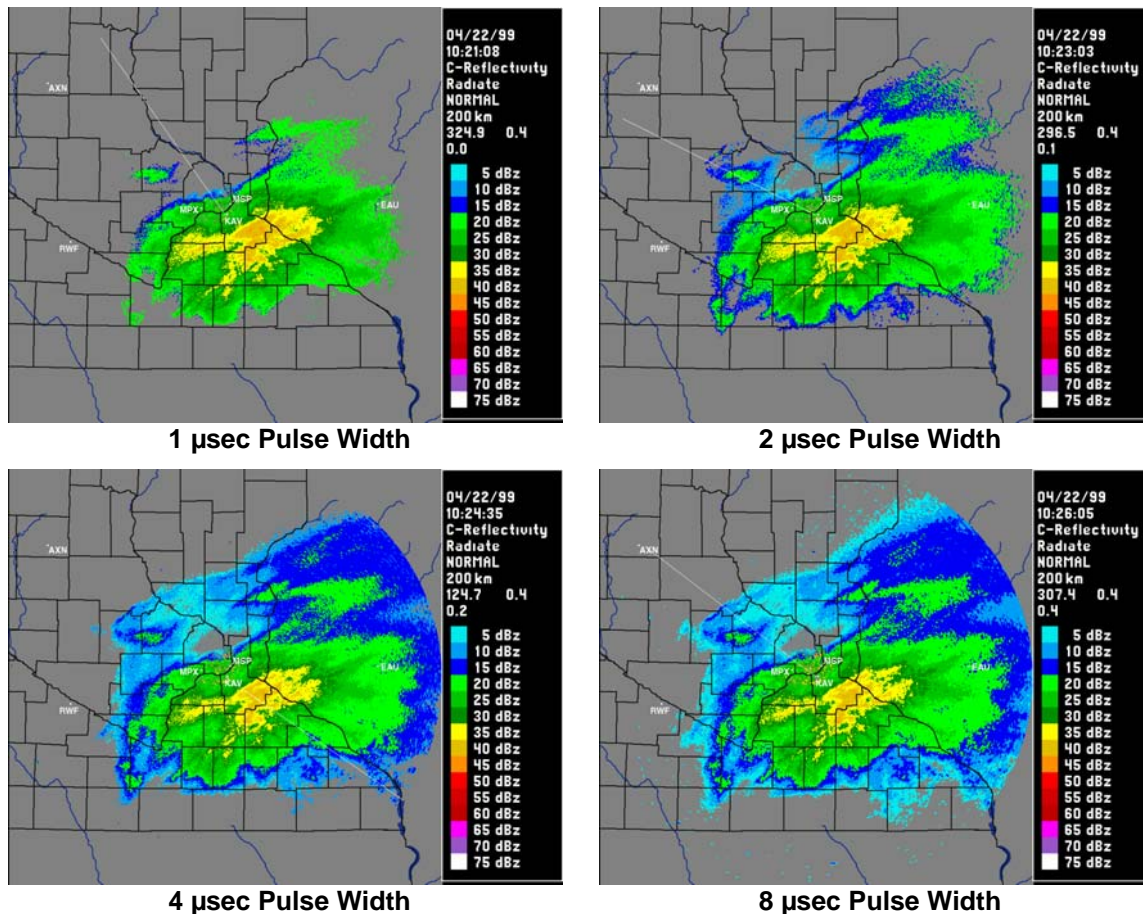 04/22/99
10:21:08
C-Reflectivity
Radiate
NORMAL
200 km
324.9 0.4
0.0
5 dBz
10 dBz
15 dBz
20 dBz
25 dBz
30 dBz
35 dBz
40 dBz
45 dBz
50 dBz
55 dBz
60 dBz
65 dBz
70 dBz
75 dBz
AXN
MSP
MPX
KAV
EAU
RWF
1 µsec Pulse Width
04/22/99
10:23:03
C-Reflectivity
Radiate
NORMAL
200 km
296.5 0.4
0.1
5 dBz
10 dBz
15 dBz
20 dBz
25 dBz
30 dBz
35 dBz
40 dBz
45 dBz
50 dBz
55 dBz
60 dBz
65 dBz
70 dBz
75 dBz
AXN
MSP
MPX
KAV
EAU
RWF
2 µsec Pulse Width
04/22/99
10:24:35
C-Reflectivity
Radiate
NORMAL
200 km
124.7 0.4
0.2
5 dBz
10 dBz
15 dBz
20 dBz
25 dBz
30 dBz
35 dBz
40 dBz
45 dBz
50 dBz
55 dBz
60 dBz
65 dBz
70 dBz
75 dBz
AXN
MSP
MPX
KAV
EAU
RWF
4 µsec Pulse Width
04/22/99
10:26:05
C-Reflectivity
Radiate
NORMAL
200 km
307.4 0.4
0.4
5 dBz
10 dBz
15 dBz
20 dBz
25 dBz
30 dBz
35 dBz
40 dBz
45 dBz
50 dBz
55 dBz
60 dBz
65 dBz
70 dBz
75 dBz
AXN
MSP
MPX
KAV
EAU
RWF
8 µsec Pulse Width